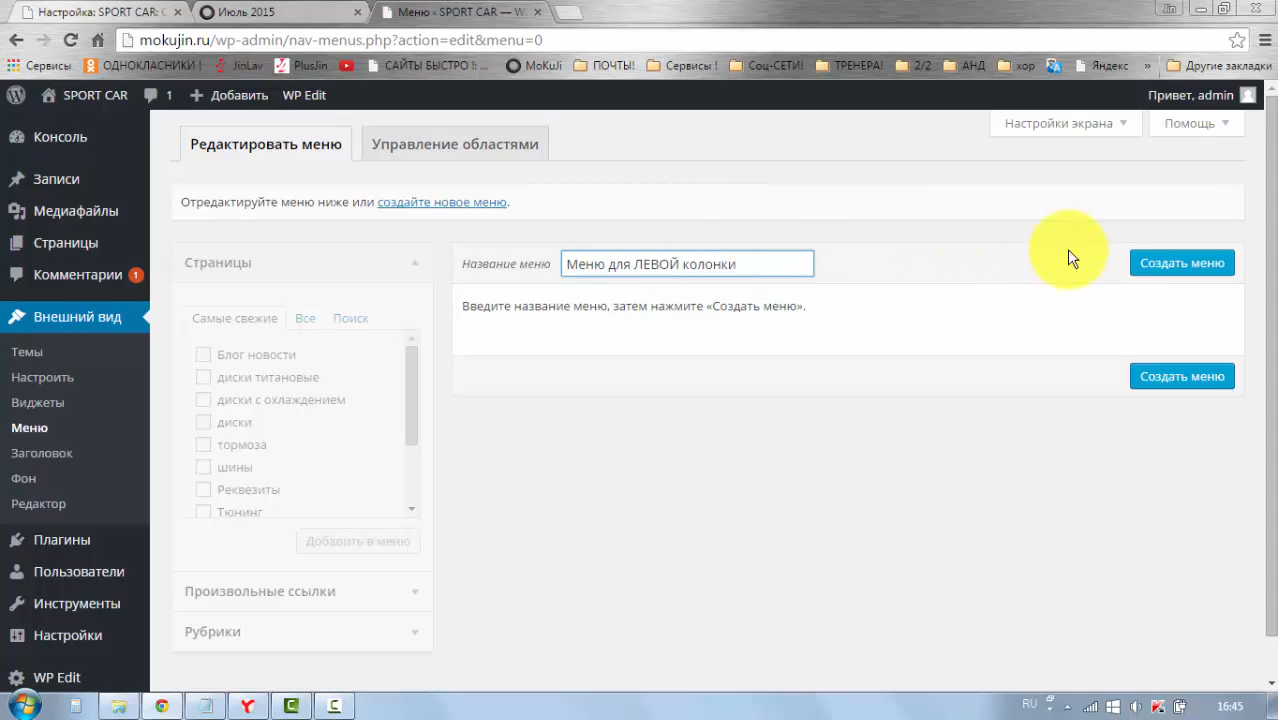 Настройка: SPORT CAR: С
Июль 2015
Меню ‹ SPORT CAR — W
Jin
mokujin.ru/wp-admin/nav-menus.php?action=edit&menu=0
Сервисы
ОДНОКЛАСНИКИ !
JinLav
PlusJin
САЙТЫ БЫСТРО !: ...
MoKuJi
ПОЧТЫ!
Сервисы !
Соц-СЕТИ!
ТРЕНЕРА!
2/2
АНД
хор
Яндекс
»
Другие закладки
SPORT CAR
1
Добавить
WP Edit
Привет, admin
Консоль
Записи
Медиафайлы
Страницы
Комментарии 1
Внешний вид
Темы
Настроить
Виджеты
Меню
Заголовок
Фон
Редактор
Плагины
Пользователи
Инструменты
Настройки
WP Edit
Настройки экрана
Помощь
Редактировать меню
Управление областями
Отредактируйте меню ниже или создайте новое меню.
Страницы
Самые свежие
Все
Поиск
Блог новости
диски титановые
диски с охлаждением
диски
тормоза
шины
Реквезиты
Тюнинг
Добавить в меню
Произвольные ссылки
Рубрики
Название меню
Меню для ЛЕВОЙ колонки
Создать меню
Введите название меню, затем нажмите «Создать меню».
Создать меню
RU
16:45